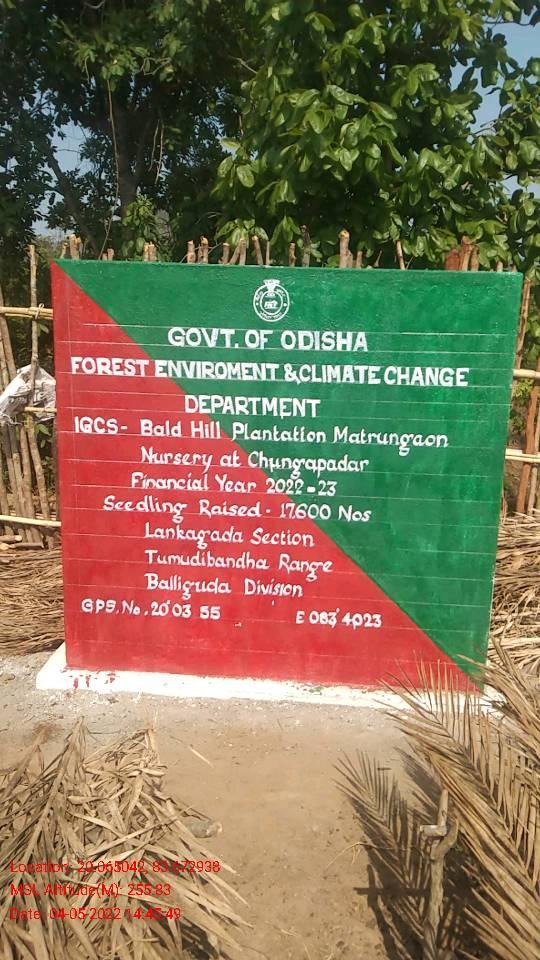 GOVT. OF ODISHA
FOREST ENVIROMENT & CLIMATE CHANGE
DEPARTMENT
IGCS - Bald Hill Plantation Matrungaon
Nursery at Chungapadar
Financial Year 2022-23
Seedling Raised - 17,600 Nos
Lankagada Section
Tumudibandha Range
Balliguda Division
GPS. No. 20°03 55 E 083° 4023
Location: 20.065042, 83.672938
MSL Altitude(M): 255.83
Date: 04-05-2022 14:45:49